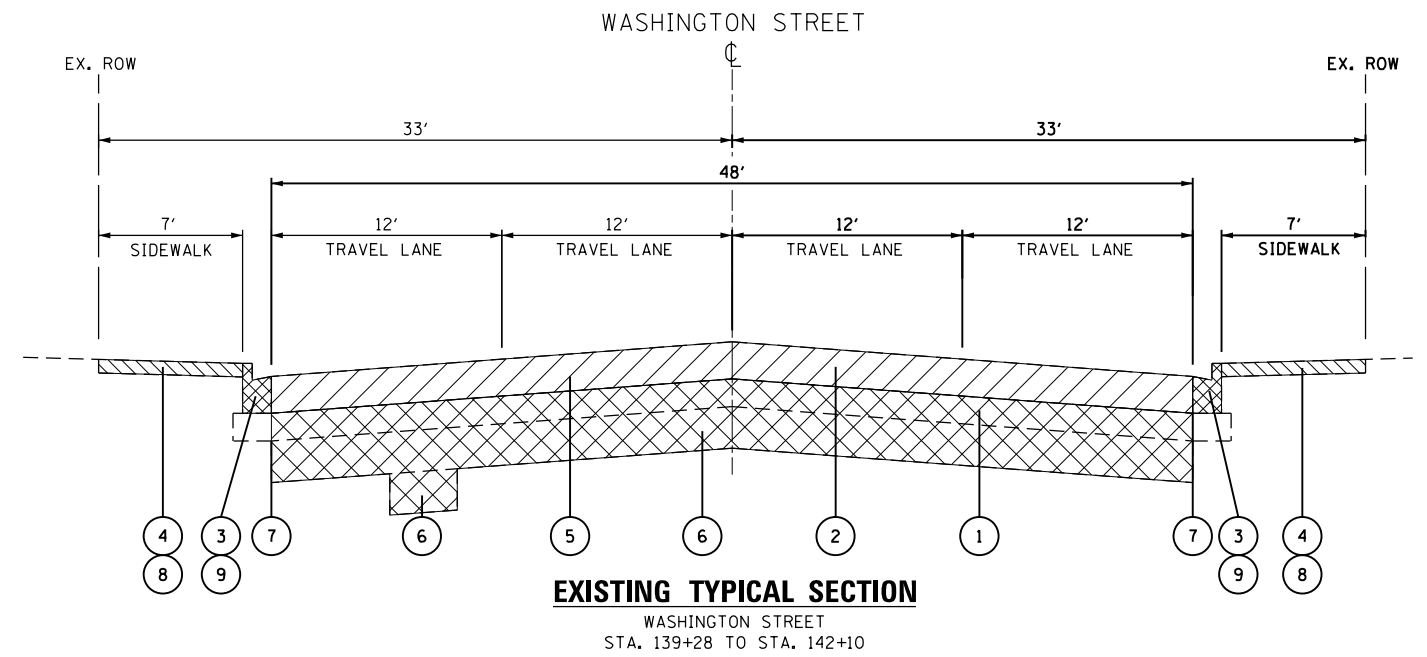 WASHINGTON STREET
℄
EX. ROW EX. ROW
33' 33'
48'
7' 12' 12' 12' 12' 7'
SIDEWALK TRAVEL LANE TRAVEL LANE TRAVEL LANE TRAVEL LANE SIDEWALK
4 3 7 6 5 6 2 1 7 3 4
8 9 9 8
EXISTING TYPICAL SECTION
WASHINGTON STREET
STA. 139+28 TO STA. 142+10